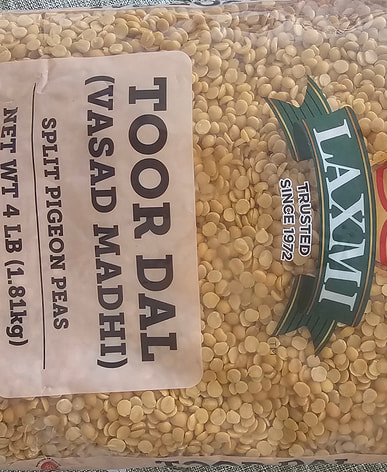 LAXMI
TRUSTED
SINCE 1972
TOOR DAL
(VASAD MADHI)
SPLIT PIGEON PEAS
NET WT 4 LB (1.81kg)